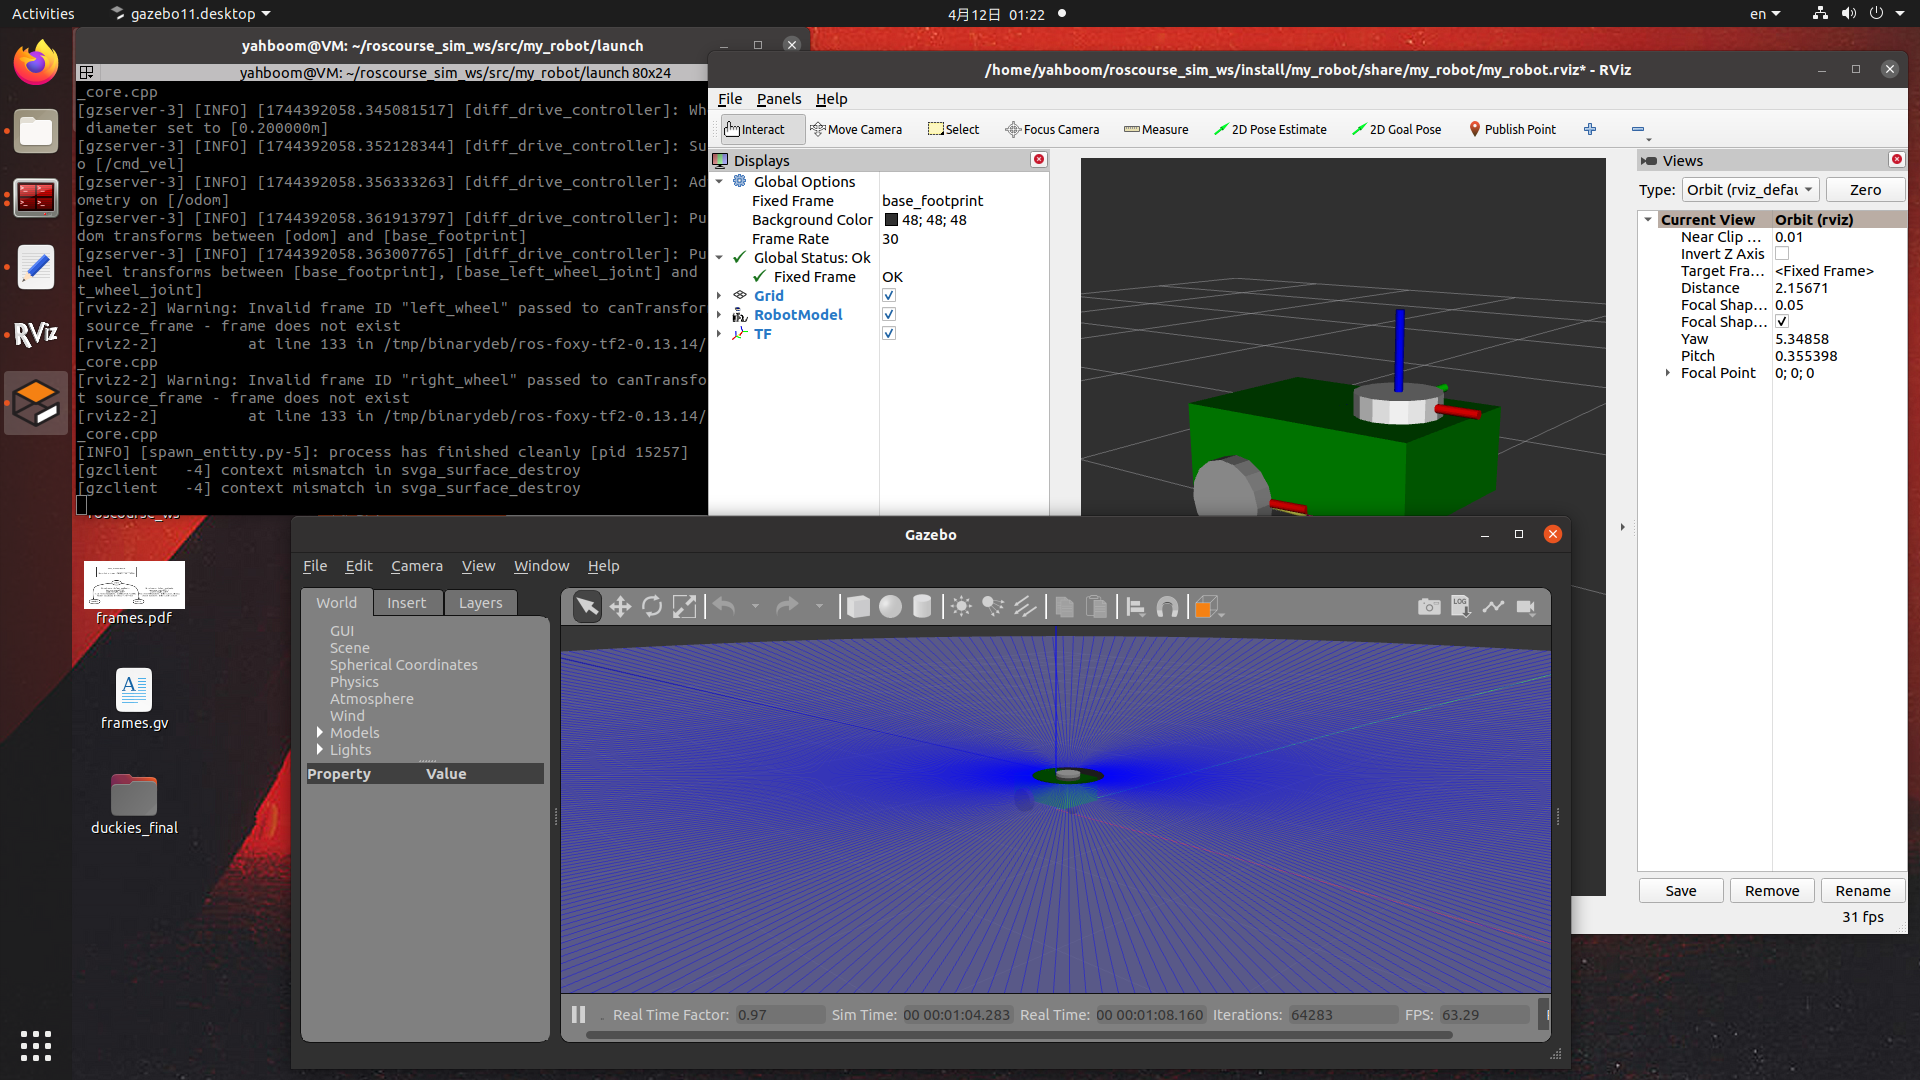 Activities
gazebo11.desktop
4月12日 01:22
en
yahboom@VM: ~/roscourse_sim_ws/src/my_robot/launch
yahboom@VM: ~/roscourse_sim_ws/src/my_robot/launch 80x24
_core.cpp
[gzserver-3] [INFO] [1744392058.345081517] [diff_drive_controller]: Wh
 diameter set to [0.200000m]
[gzserver-3] [INFO] [1744392058.352128344] [diff_drive_controller]: Su
o [/cmd_vel]
[gzserver-3] [INFO] [1744392058.356333263] [diff_drive_controller]: Ad
ometry on [/odom]
[gzserver-3] [INFO] [1744392058.361913797] [diff_drive_controller]: Pu
dom transforms between [odom] and [base_footprint]
[gzserver-3] [INFO] [1744392058.363007765] [diff_drive_controller]: Pu
heel transforms between [base_footprint], [base_left_wheel_joint] and
t_wheel_joint]
[rviz2-2] Warning: Invalid frame ID "left_wheel" passed to canTransfor
 source_frame - frame does not exist
[rviz2-2]          at line 133 in /tmp/binarydeb/ros-foxy-tf2-0.13.14/
_core.cpp
[rviz2-2] Warning: Invalid frame ID "right_wheel" passed to canTransfo
t source_frame - frame does not exist
[rviz2-2]          at line 133 in /tmp/binarydeb/ros-foxy-tf2-0.13.14/
_core.cpp
[INFO] [spawn_entity.py-5]: process has finished cleanly [pid 15257]
[gzclient   -4] context mismatch in svga_surface_destroy
[gzclient   -4] context mismatch in svga_surface_destroy
RViz
frames.pdf
frames.gv
duckies_final
/home/yahboom/roscourse_sim_ws/install/my_robot/share/my_robot/my_robot.rviz* - RViz
File Panels Help
Interact Move Camera Select Focus Camera Measure 2D Pose Estimate 2D Goal Pose Publish Point
Displays
Global Options
Fixed Frame base_footprint
Background Color 48; 48; 48
Frame Rate 30
Global Status: Ok
Fixed Frame OK
Grid
RobotModel
TF
Views
Type: Orbit (rviz_defau Zero
Current View Orbit (rviz)
Near Clip ... 0.01
Invert Z Axis
Target Fra... <Fixed Frame>
Distance 2.15671
Focal Shap... 0.05
Focal Shap...
Yaw 5.34858
Pitch 0.355398
Focal Point 0; 0; 0
Save Remove Rename
31 fps
Gazebo
File Edit Camera View Window Help
World Insert Layers
GUI
Scene
Spherical Coordinates
Physics
Atmosphere
Wind
Models
Lights
Property Value
LOG
Real Time Factor: 0.97 Sim Time: 00 00:01:04.283 Real Time: 00 00:01:08.160 Iterations: 64283 FPS: 63.29